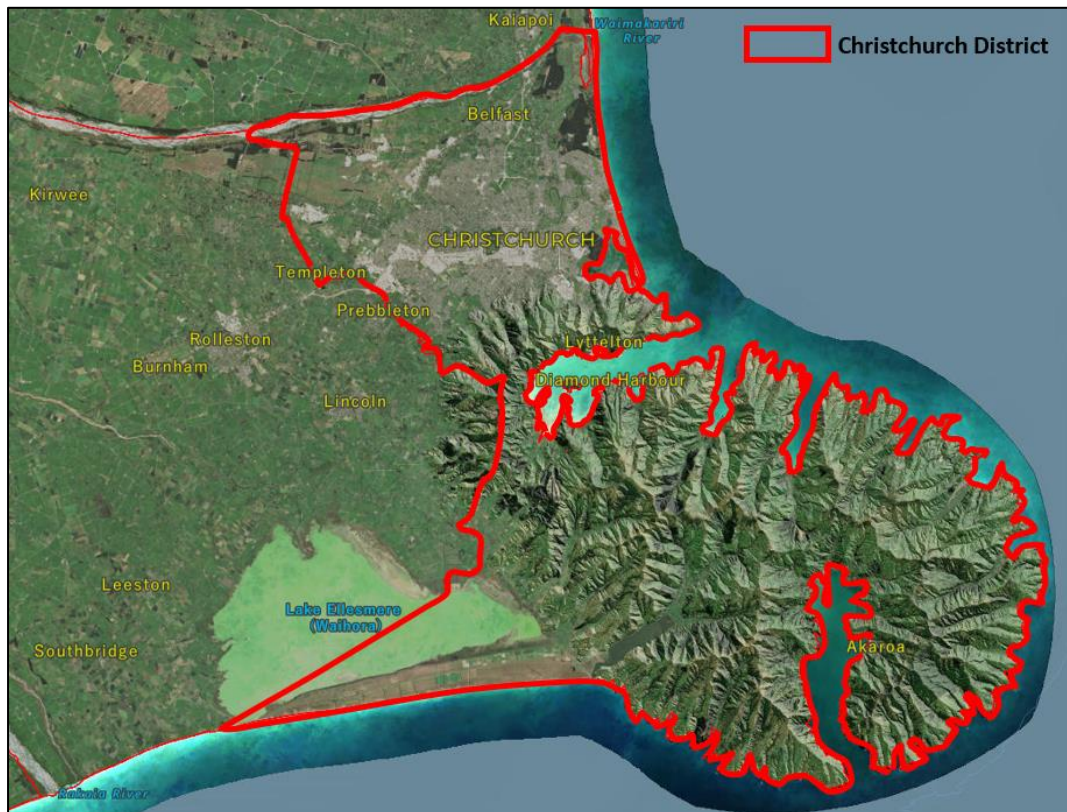 Kaiapoi
Waimakariri
River
Christchurch District
Belfast
Kirwee
CHRISTCHURCH
Templeton
Prebbleton
Rolleston
Lyttelton
Burnham
Diamond Harbour
Lincoln
Leeston
Lake Ellesmere
(Waihora)
Southbridge
Akaroa
Rakaia River